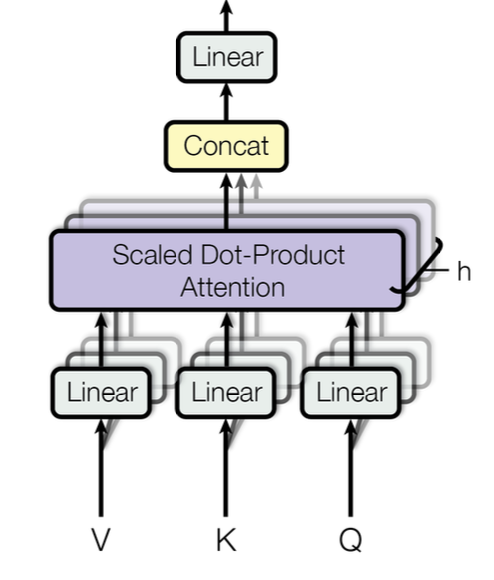 Linear
Concat
Scaled Dot-Product
Attention
h
Linear
Linear
Linear
V
K
Q